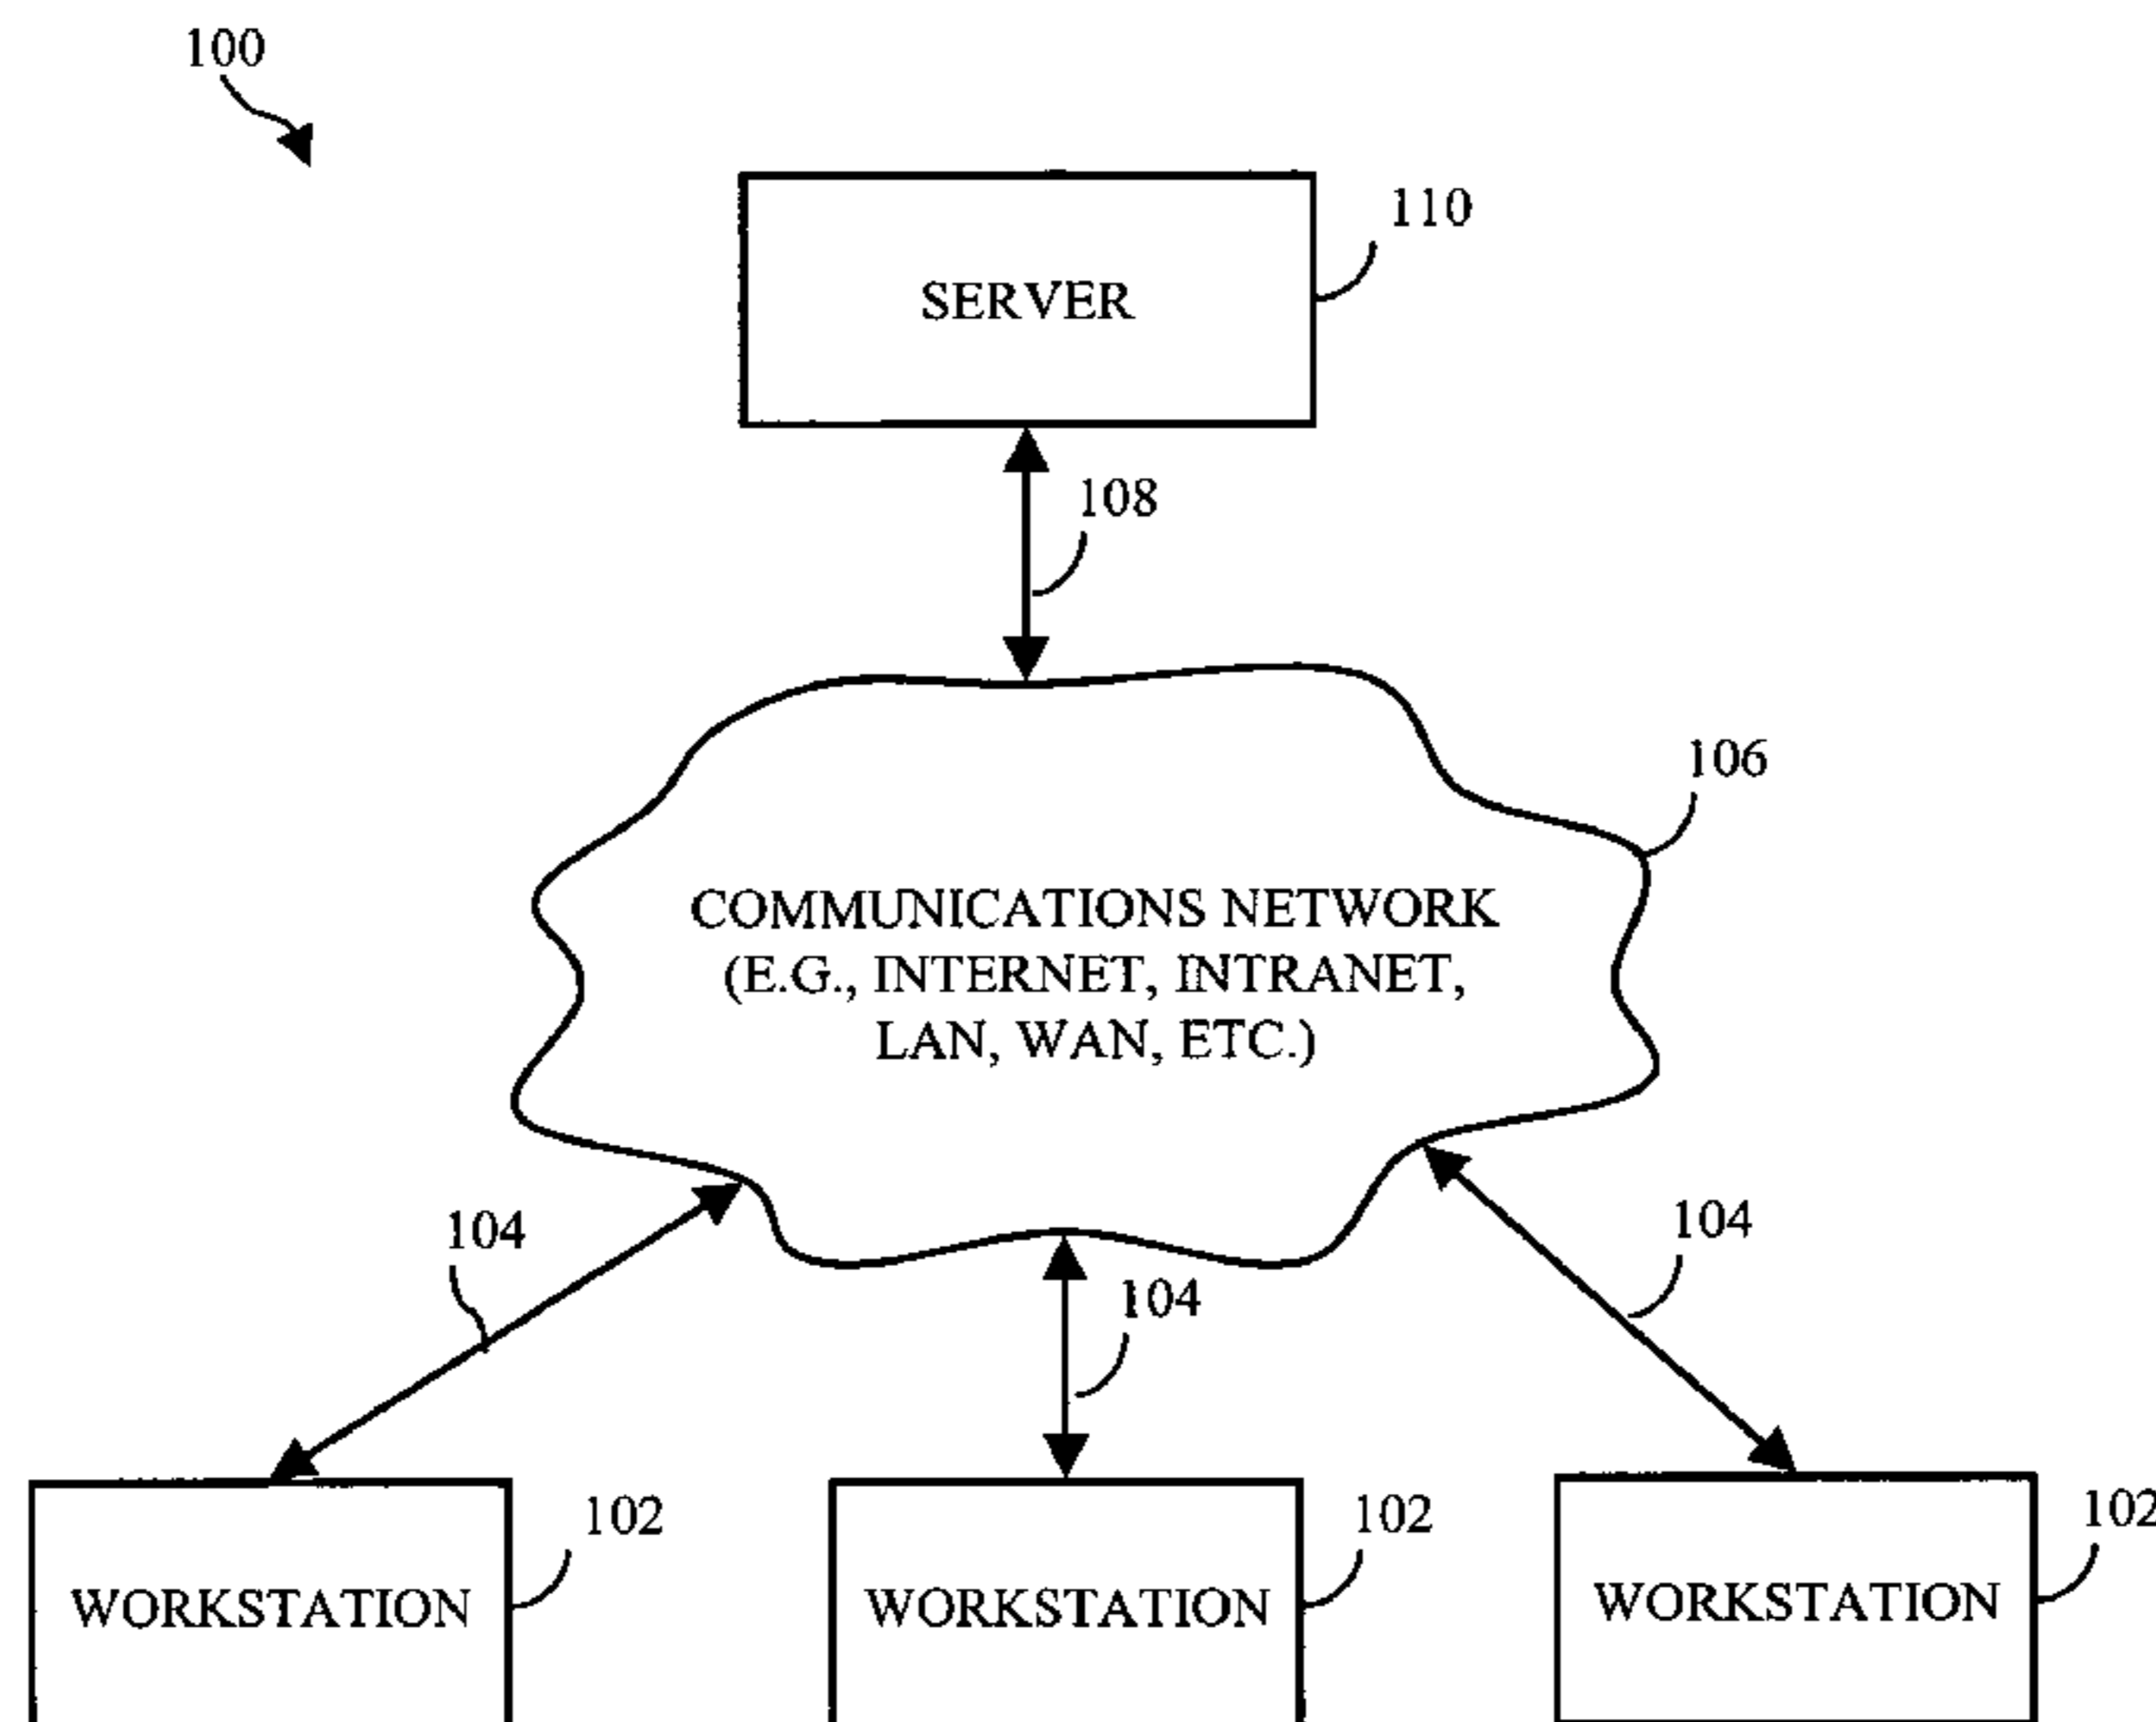 100
110
SERVER
108
106
COMMUNICATIONS NETWORK
(E.G., INTERNET, INTRANET,
LAN, WAN, ETC.)
104
104
104
102
102
102
WORKSTATION
WORKSTATION
WORKSTATION